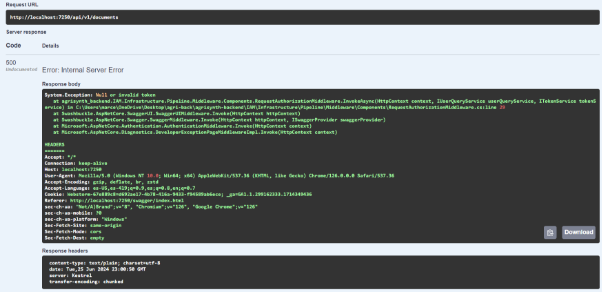 Request URL
http://localhost:7250/api/v1/documents
Server response
Code Details
500
Undocumented
Error: Internal Server Error
Response body
System.Exception: Null or invalid token
at agrisynth_backend.IAM.Infrastructure.Pipeline.Middleware.Components.RequestAuthorizationMiddleware.InvokeAsync(HttpContext context, IUserQueryService userQueryService, ITokenService tokenS
ervice) in C:\Users\marce\OneDrive\Desktop\agri-back\agrisynth-backend\IAM\Infrastructure\Pipeline\Middleware\Components\RequestAuthorizationMiddleware.cs:line
at Swashbuckle.AspNetCore.SwaggerUI.SwaggerUIMiddleware.Invoke(HttpContext httpContext)
at Swashbuckle.AspNetCore.Swagger.SwaggerMiddleware.Invoke(HttpContext httpContext, ISwaggerProvider swaggerProvider)
at Microsoft.AspNetCore.Authentication.AuthenticationMiddleware.Invoke(HttpContext context)
at Microsoft.AspNetCore.Diagnostics.DeveloperExceptionPageMiddlewareImpl.Invoke(HttpContext context)
HEADERS
=======
Accept: */*
Connection: keep-alive
Host: localhost:7250
User-Agent: Mozilla/5.0 (Windows NT 10.0; Win64; x64) AppleWebKit/537.36 (KHTML, like Gecko) Chrome/126.0.0.0 Safari/537.36
Accept-Encoding: gzip, deflate, br, zstd
Accept-Language: es-US,es-419;q=0.9,es;q=0.8,en;q=0.7
Referer: http://localhost:7250/swagger/index.html
sec-ch-ua: "Not/A)Brand";v="8", "Chromium";v="126", "Google Chrome";v="126"
sec-ch-ua-mobile: ?0
sec-ch-ua-platform: "Windows"
Sec-Fetch-Site: same-origin
Sec-Fetch-Mode: cors
Sec-Fetch-Dest: empty
Download
Response headers
content-type: text/plain; charset=utf-8
date: Tue,25 Jun 2024 23:00:50 GMT
server: Kestrel
transfer-encoding: chunked